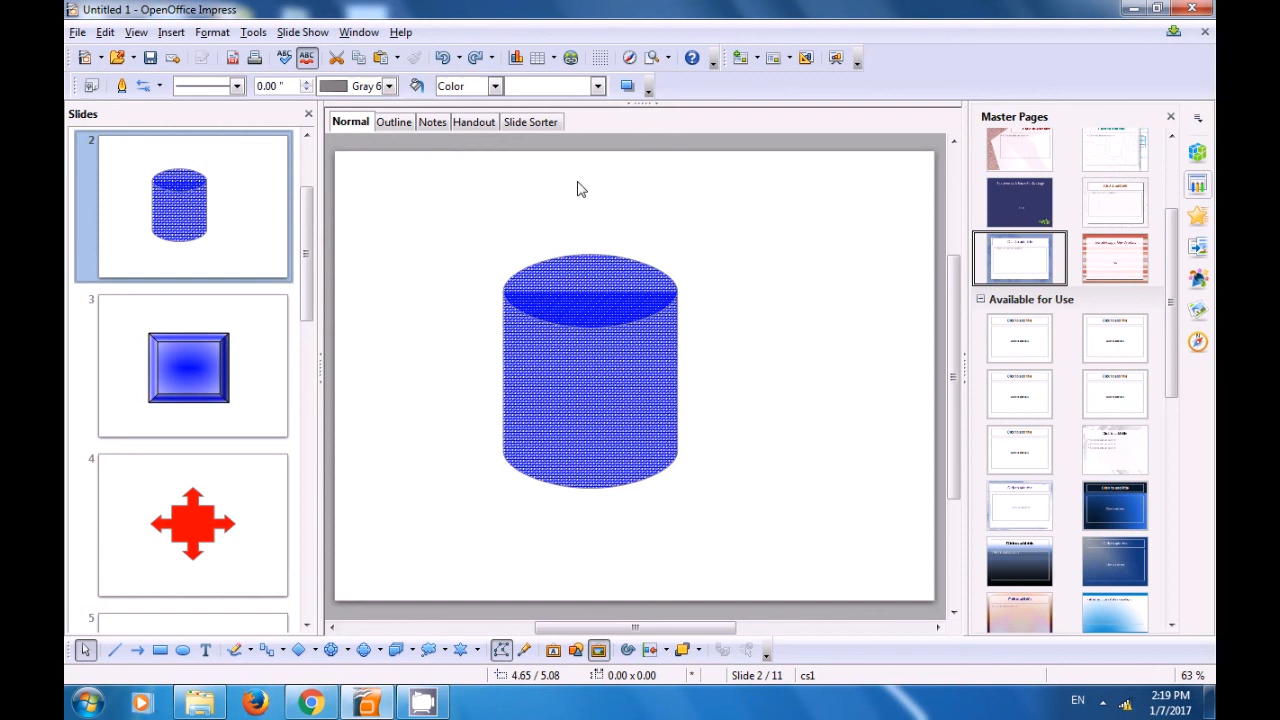 Untitled 1 - OpenOffice Impress
File Edit View Insert Format Tools Slide Show Window Help
ABC ABC
0.00 " Gray 6 Color
Slides
Normal Outline Notes Handout Slide Sorter
Master Pages
2
3
4
5
Available for Use
4.65 / 5.08 0.00 x 0.00 * Slide 2 / 11 cs1 63 %
EN 2:19 PM
1/7/2017